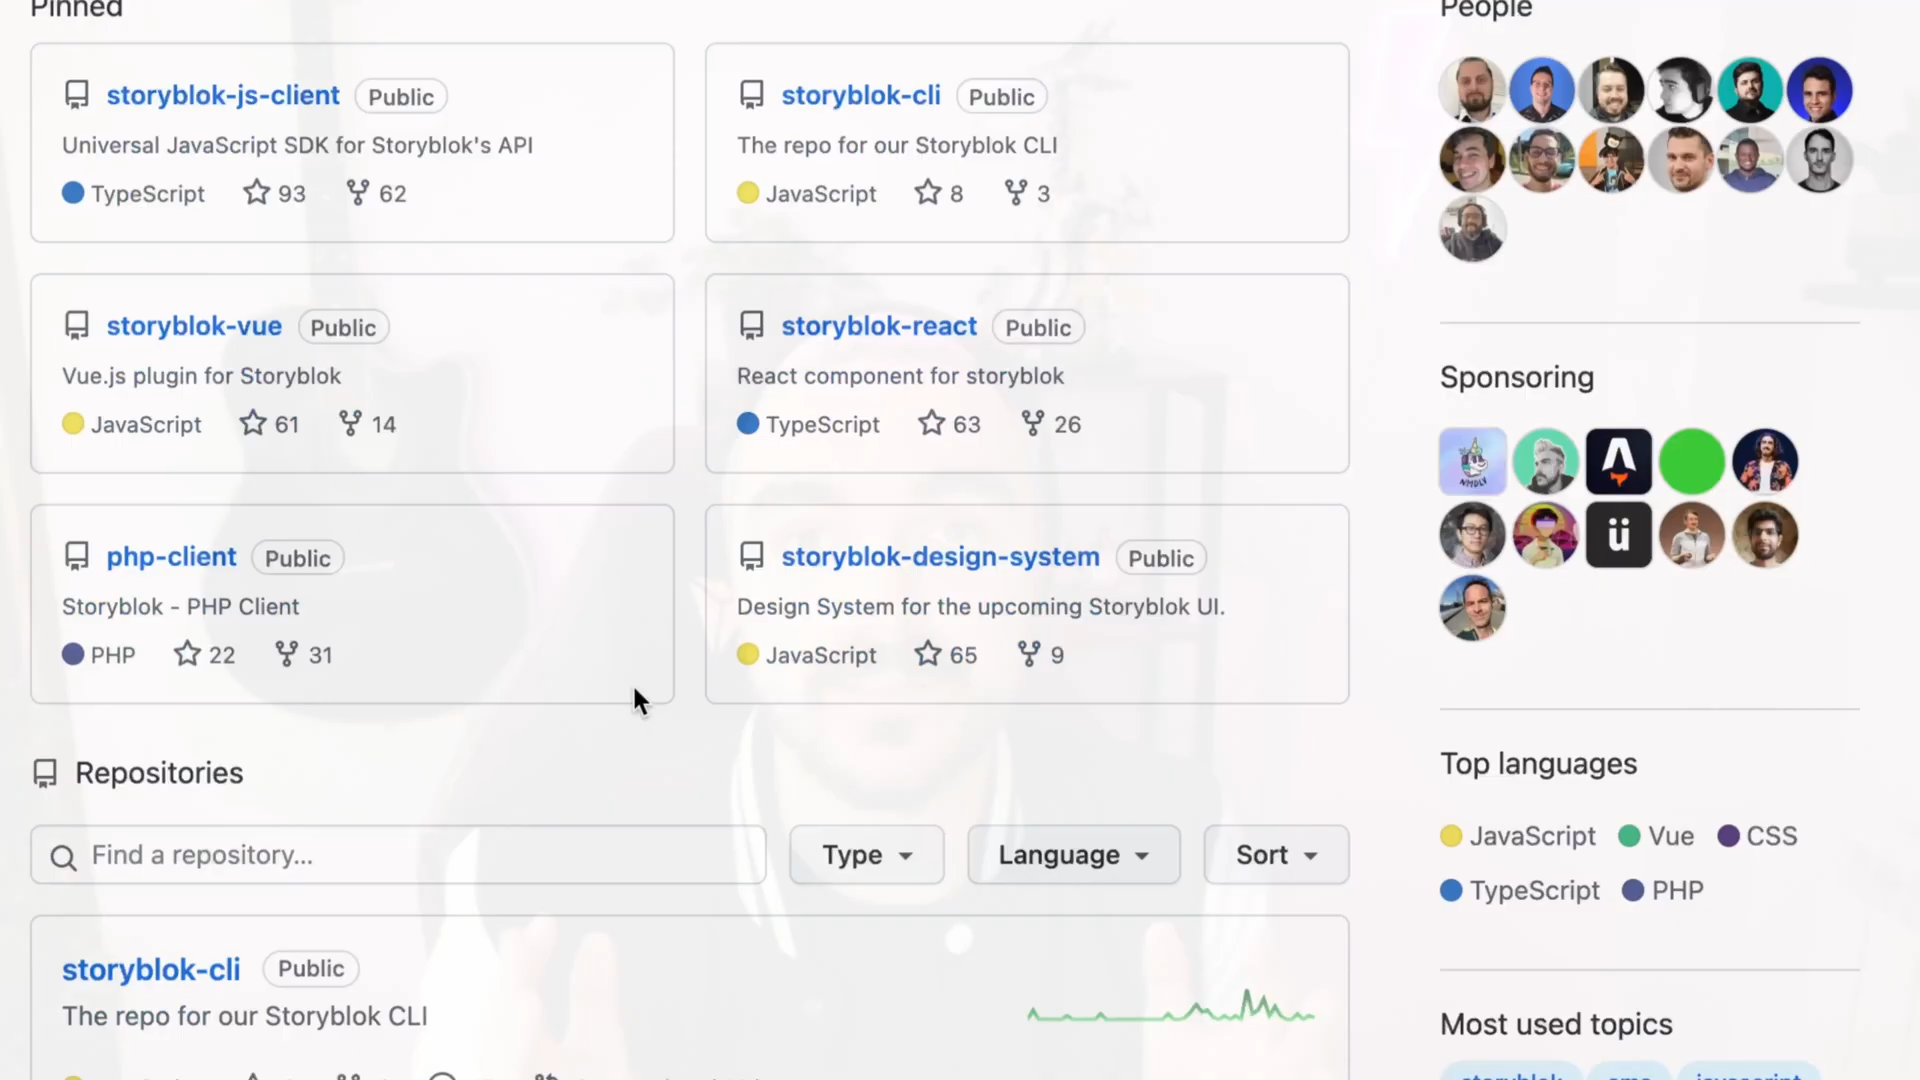 Pinned
storyblok-js-client Public
Universal JavaScript SDK for Storyblok's API
TypeScript 93 62
storyblok-cli Public
The repo for our Storyblok CLI
JavaScript 8 3
storyblok-vue Public
Vue.js plugin for Storyblok
JavaScript 61 14
storyblok-react Public
React component for storyblok
TypeScript 63 26
php-client Public
Storyblok - PHP Client
PHP 22 31
storyblok-design-system Public
Design System for the upcoming Storyblok UI.
JavaScript 65 9
Repositories
Find a repository...
Type
Language
Sort
storyblok-cli Public
The repo for our Storyblok CLI
People
Sponsoring
NMDLV
ü
Top languages
JavaScript Vue CSS
TypeScript PHP
Most used topics
storyblok cms javascript